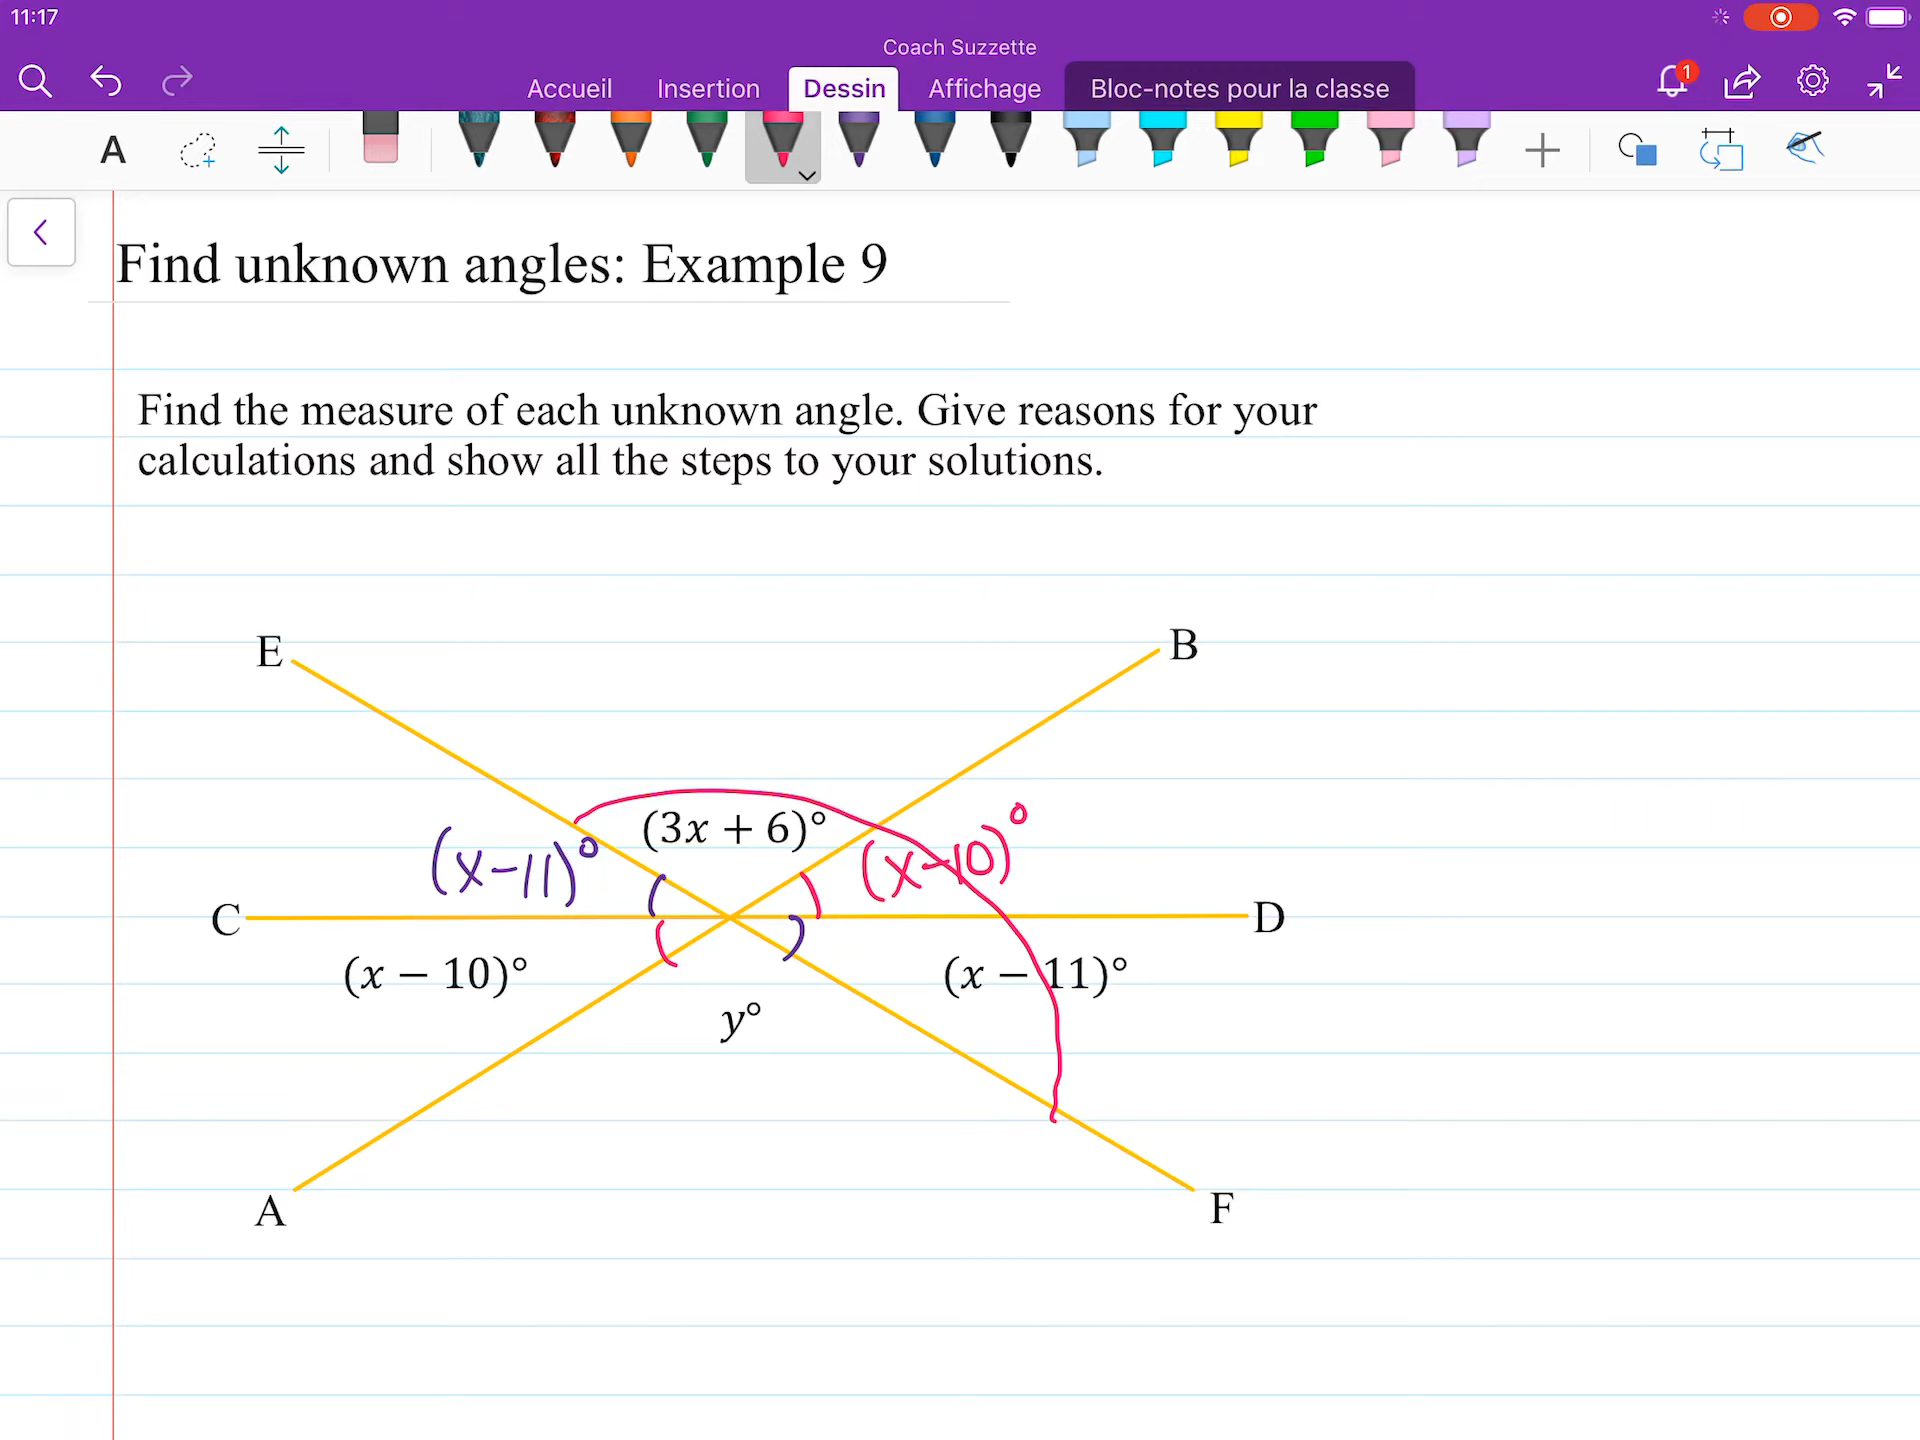 11:17
Coach Suzzette
Accueil Insertion Dessin Affichage Bloc-notes pour la classe
1
A
Find unknown angles: Example 9
Find the measure of each unknown angle. Give reasons for your
calculations and show all the steps to your solutions.
E
B
(3x + 6)°
(x-11)°
(x-10)°
C
D
(x − 10)°
(x − 11)°
y°
A
F